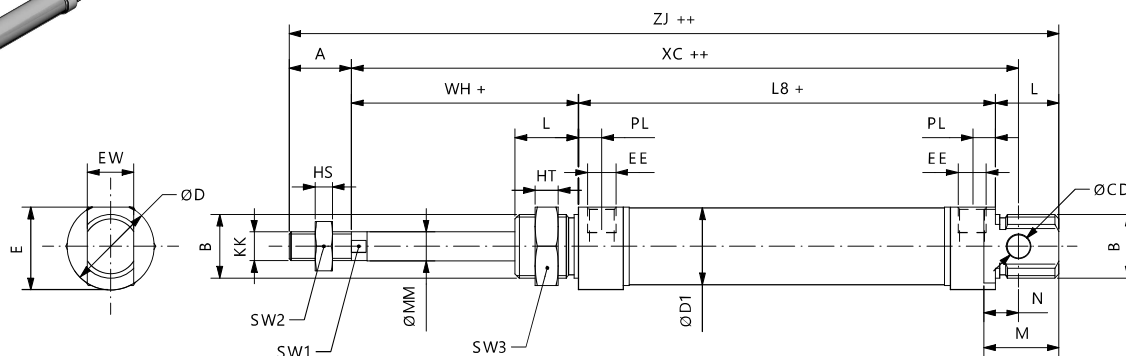 ZJ ++
A
XC ++
WH +
L8 +
L
L
PL
PL
EW
HS
HT
EE
EE
ØD
ØCD
E
B
KK
B
SW2
ØMM
ØD1
N
SW1
SW3
M